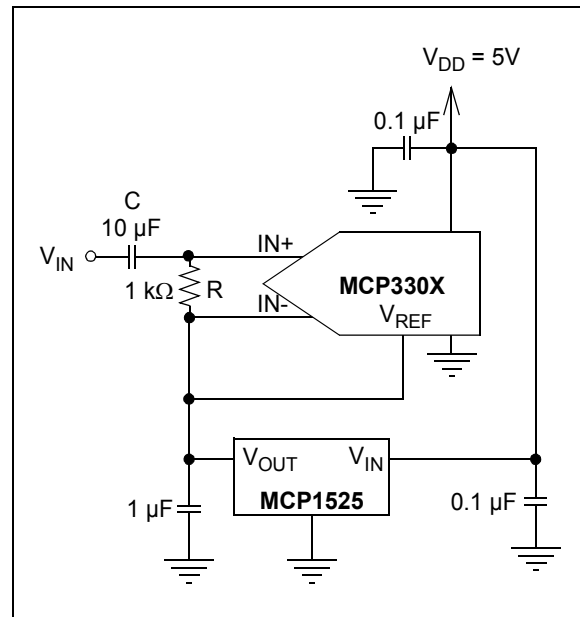 V_DD = 5V
0.1 µF
C
10 µF
V_IN
IN+
1 kΩ
R
IN-
MCP330X
V_REF
V_OUT
V_IN
MCP1525
1 µF
0.1 µF